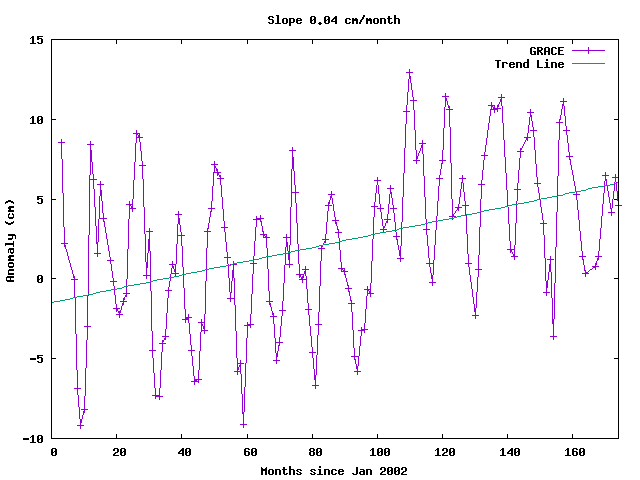 Slope 0.04 cm/month
GRACE
Trend Line
15
10
5
0
-5
-10
Anomaly (cm)
0 20 40 60 80 100 120 140 160
Months since Jan 2002